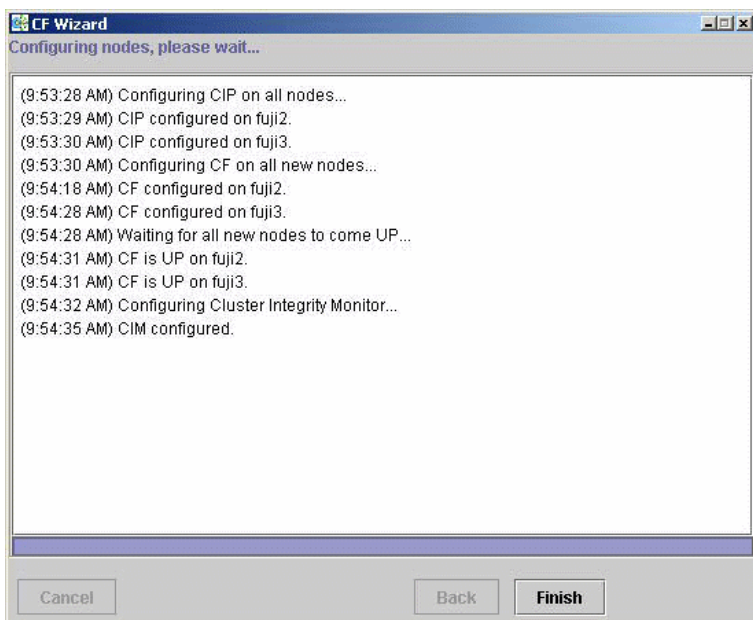 CF Wizard
Configuring nodes, please wait...
(9:53:28 AM) Configuring CIP on all nodes...
(9:53:29 AM) CIP configured on fuji2.
(9:53:30 AM) CIP configured on fuji3.
(9:53:30 AM) Configuring CF on all new nodes...
(9:54:18 AM) CF configured on fuji2.
(9:54:28 AM) CF configured on fuji3.
(9:54:28 AM) Waiting for all new nodes to come UP...
(9:54:31 AM) CF is UP on fuji2.
(9:54:31 AM) CF is UP on fuji3.
(9:54:32 AM) Configuring Cluster Integrity Monitor...
(9:54:35 AM) CIM configured.
Cancel Back Finish